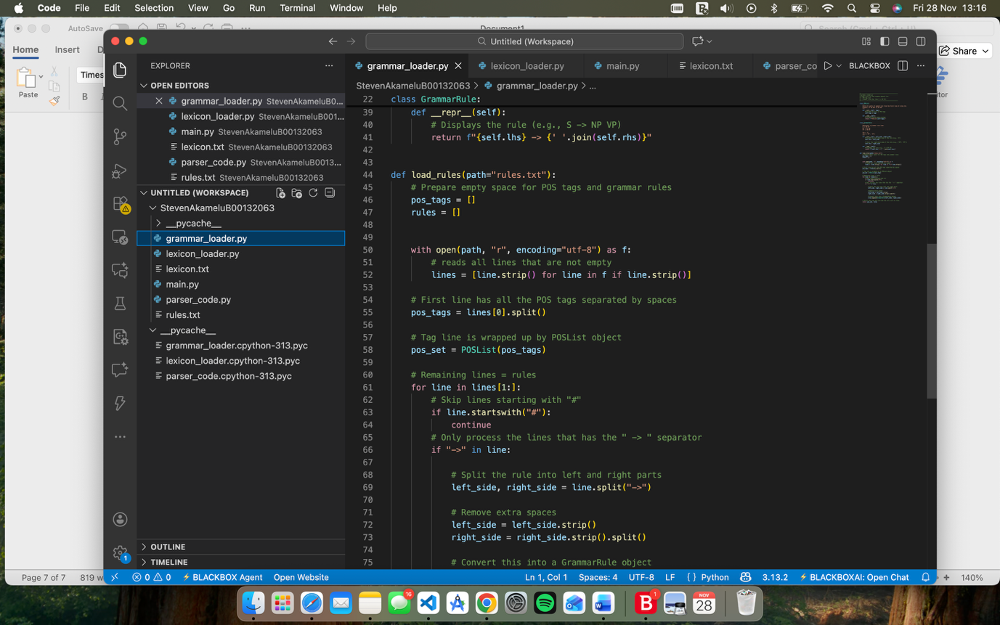 Code File Edit Selection View Go Run Terminal Window Help Fri 28 Nov 13:16
AutoSave
Home Insert
Share
Paste
Times
B
Untitled (Workspace)
EXPLORER
OPEN EDITORS
grammar_loader.py StevenAkameluB0...
lexicon_loader.py StevenAkameluB001...
main.py StevenAkameluB00132063
lexicon.txt StevenAkameluB00132063
parser_code.py StevenAkameluB0013...
rules.txt StevenAkameluB00132063
UNTITLED (WORKSPACE)
StevenAkameluB00132063
__pycache__
grammar_loader.py
lexicon_loader.py
lexicon.txt
main.py
parser_code.py
rules.txt
__pycache__
grammar_loader.cpython-313.pyc
lexicon_loader.cpython-313.pyc
parser_code.cpython-313.pyc
OUTLINE
TIMELINE
grammar_loader.py lexicon_loader.py main.py lexicon.txt parser_co BLACKBOX
StevenAkameluB00132063 > grammar_loader.py > ...
22 class GrammarRule:
39 def __repr__(self):
40 # Displays the rule (e.g., S -> NP VP)
41 return f"{self.lhs} -> {' '.join(self.rhs)}"
42
43
44 def load_rules(path="rules.txt"):
45 # Prepare empty space for POS tags and grammar rules
46 pos_tags = []
47 rules = []
48
49
50 with open(path, "r", encoding="utf-8") as f:
51 # reads all lines that are not empty
52 lines = [line.strip() for line in f if line.strip()]
53
54 # First line has all the POS tags separated by spaces
55 pos_tags = lines[0].split()
56
57 # Tag line is wrapped up by POSList object
58 pos_set = POSList(pos_tags)
59
60 # Remaining lines = rules
61 for line in lines[1:]:
62 # Skip lines starting with "#"
63 if line.startswith("#"):
64 continue
65 # Only process the lines that has the " -> " separator
66 if "->" in line:
67
68 # Split the rule into left and right parts
69 left_side, right_side = line.split("->")
70
71 # Remove extra spaces
72 left_side = left_side.strip()
73 right_side = right_side.strip().split()
74
75 # Convert this into a GrammarRule object
1
0 0 BLACKBOX Agent Open Website Ln 1, Col 1 Spaces: 4 UTF-8 LF { } Python 3.13.2 BLACKBOXAI: Open Chat
Page 7 of 7 819 w + 140%
16
1
NOV
28